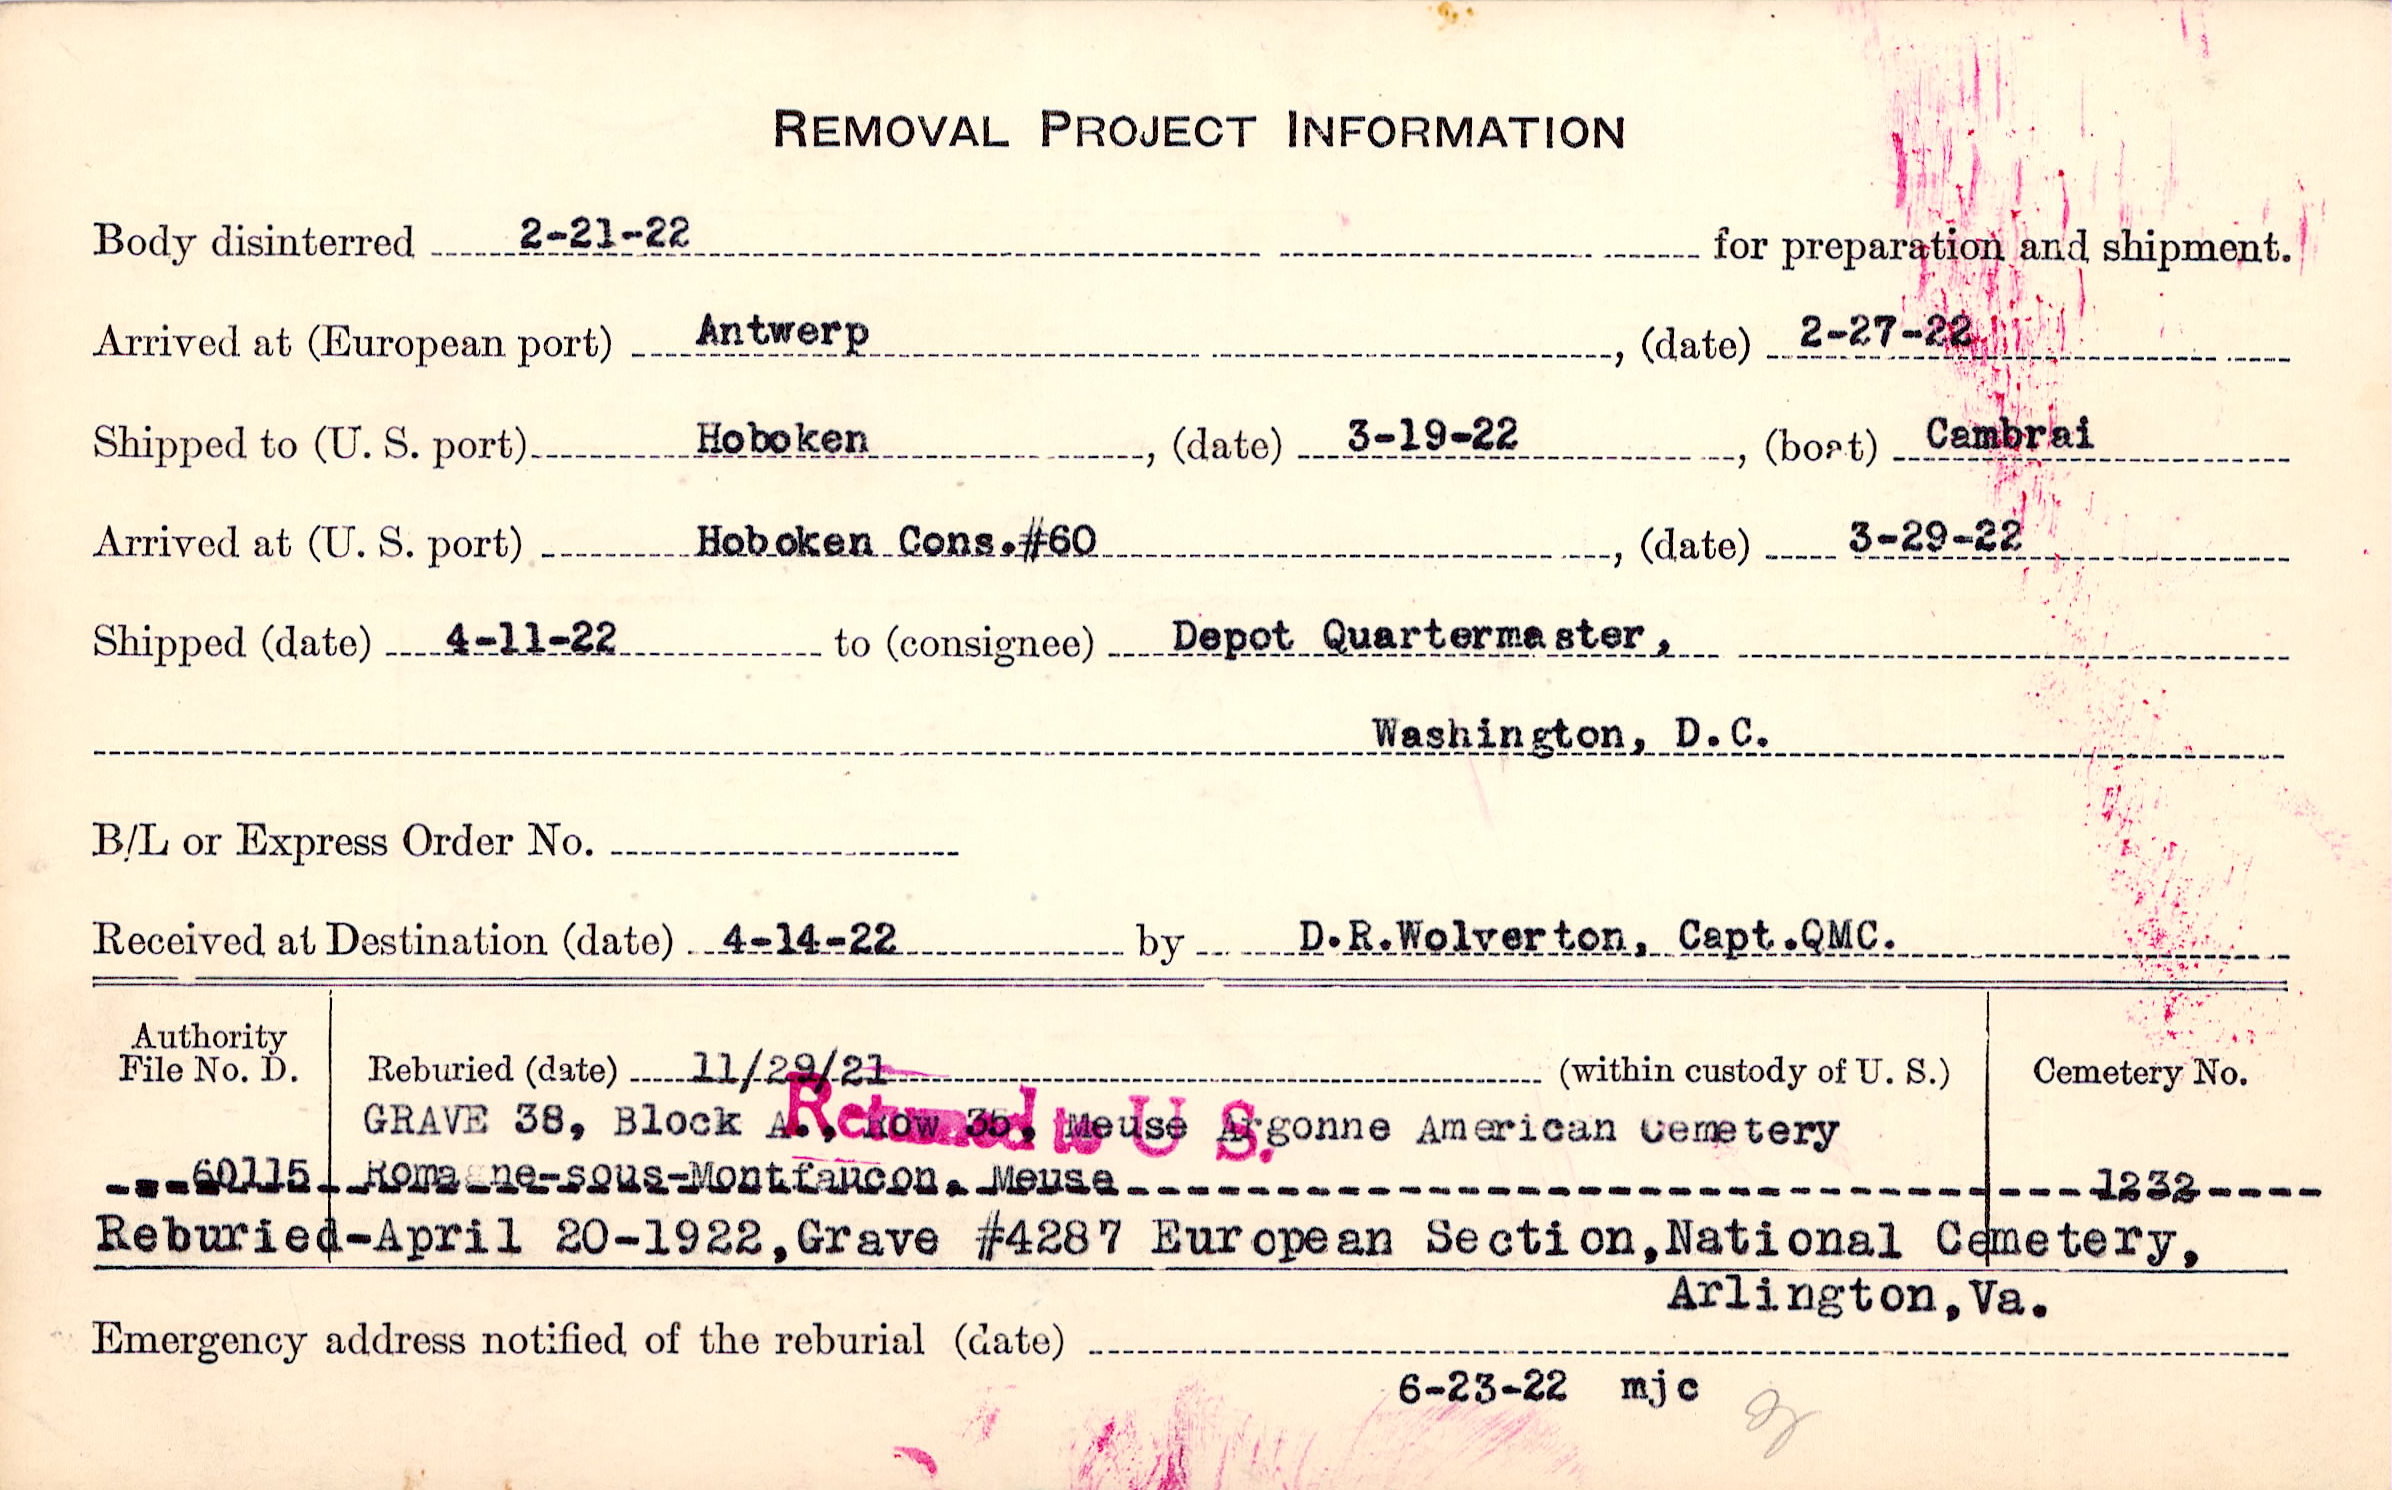 REMOVAL PROJECT INFORMATION
Body disinterred 2-21-22 for preparation and shipment.
Arrived at (European port) Antwerp, (date) 2-27-22
Shipped to (U. S. port) Hoboken, (date) 3-19-22, (boat) Cambrai
Arrived at (U. S. port) Hoboken Cons.#60, (date) 3-29-22
Shipped (date) 4-11-22 to (consignee) Depot Quartermaster,
Washington, D.C.
B/L or Express Order No.
Received at Destination (date) 4-14-22 by D.R.Wolverton, Capt.QMC.
Authority
File No. D.
Reburied (date) 11/29/21 (within custody of U. S.)
Cemetery No.
Returned to U S.
GRAVE 38, Block A., Row 35, Meuse Argonne American Cemetery
60115 Romagne-sous-Montfaucon, Meuse 1232
Reburied-April 20-1922,Grave #4287 European Section,National Cemetery,
Arlington,Va.
Emergency address notified of the reburial (date)
6-23-22 mjc